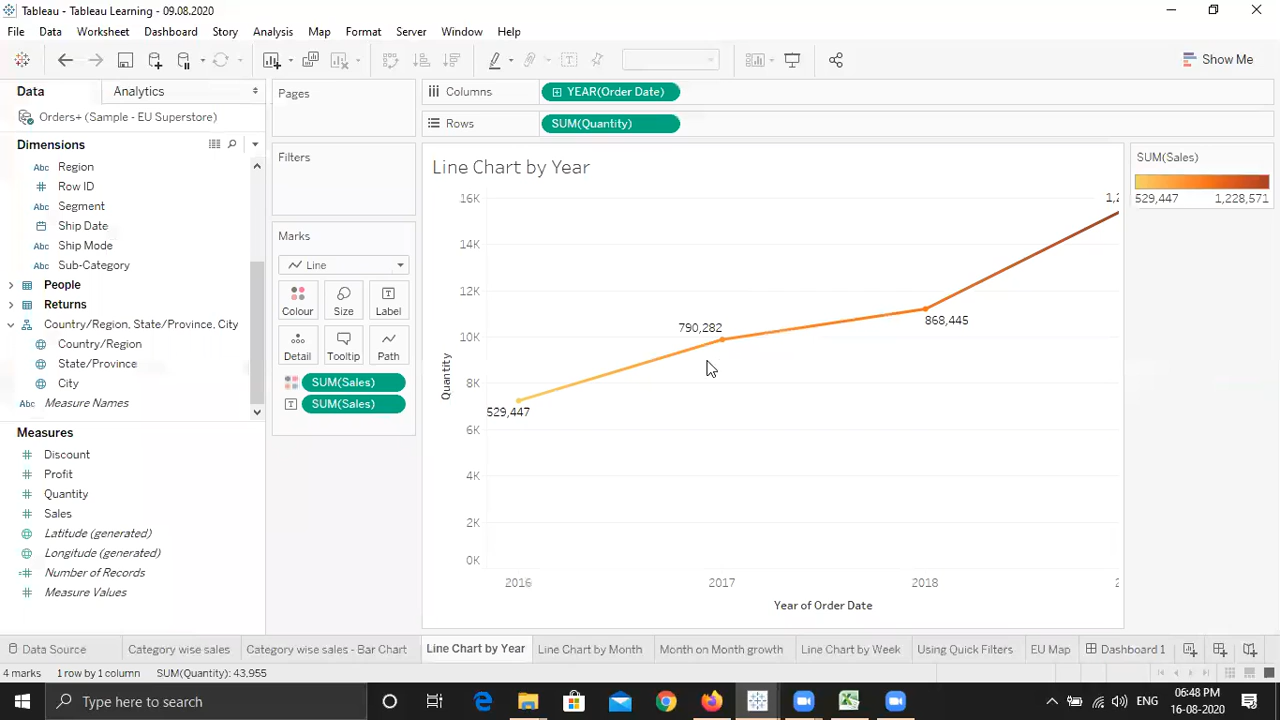 Tableau - Tableau Learning - 09.08.2020
File Data Worksheet Dashboard Story Analysis Map Format Server Window Help
Show Me
Data Analytics
Orders+ (Sample - EU Superstore)
Dimensions
Abc Region
Row ID
Abc Segment
Ship Date
Abc Ship Mode
Abc Sub-Category
People
Returns
Country/Region, State/Province, City
Country/Region
State/Province
City
Abc Measure Names
Measures
Discount
Profit
Quantity
Sales
Latitude (generated)
Longitude (generated)
Number of Records
Measure Values
Pages
Filters
Marks
Line
Colour Size Label
Detail Tooltip Path
SUM(Sales)
SUM(Sales)
Columns YEAR(Order Date)
Rows SUM(Quantity)
Line Chart by Year
16K
14K
12K
10K
8K
6K
4K
2K
0K
Quantity
529,447
790,282
868,445
1,2
2016 2017 2018 2
Year of Order Date
SUM(Sales)
529,447 1,228,571
Data Source Category wise sales Category wise sales - Bar Chart Line Chart by Year Line Chart by Month Month on Month growth Line Chart by Week Using Quick Filters EU Map Dashboard 1
4 marks 1 row by 1 column SUM(Quantity): 43,955
Type here to search
ENG
06:48 PM
16-08-2020